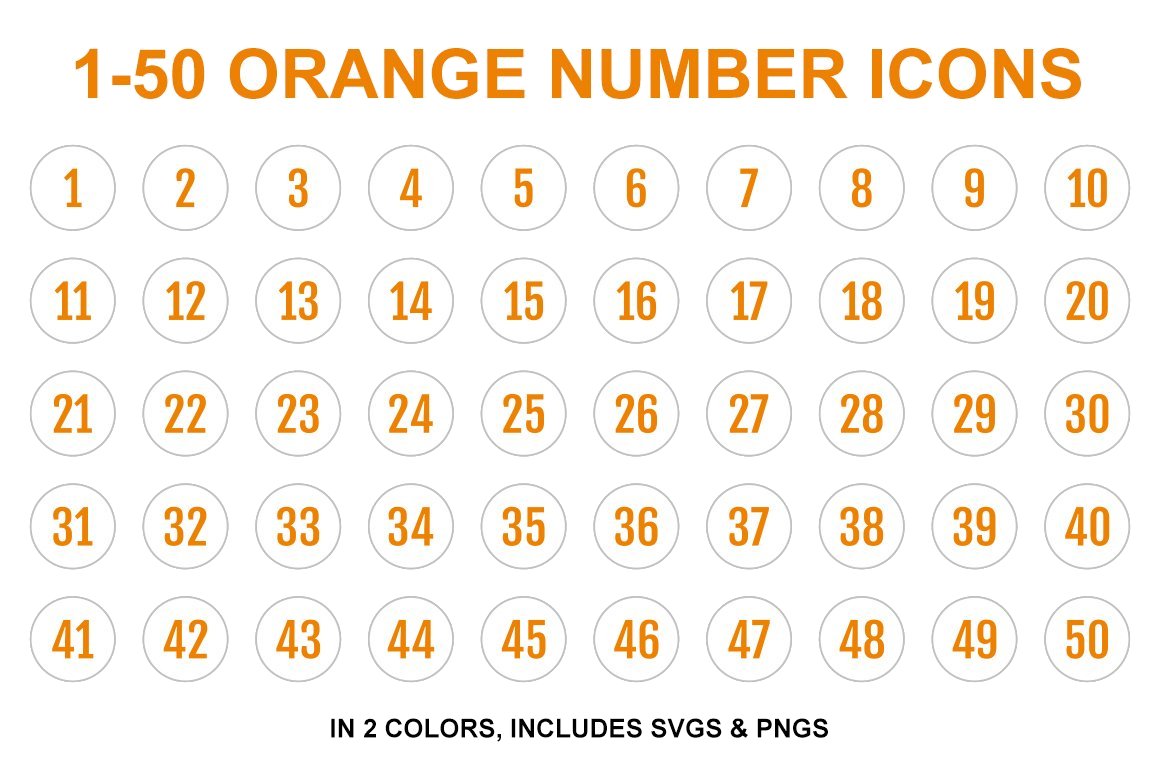 1-50 ORANGE NUMBER ICONS
1 2 3 4 5 6 7 8 9 10
11 12 13 14 15 16 17 18 19 20
21 22 23 24 25 26 27 28 29 30
31 32 33 34 35 36 37 38 39 40
41 42 43 44 45 46 47 48 49 50
IN 2 COLORS, INCLUDES SVGS & PNGS